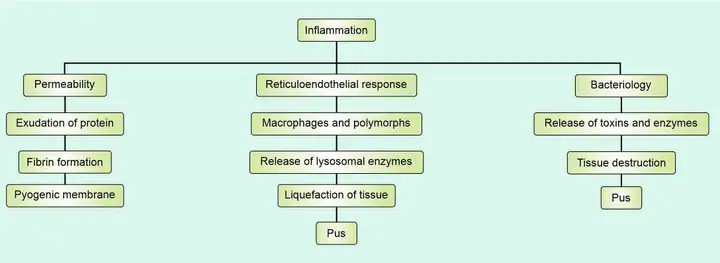 Inflammation
Permeability
Reticuloendothelial response
Bacteriology
Exudation of protein
Macrophages and polymorphs
Release of toxins and enzymes
Fibrin formation
Release of lysosomal enzymes
Tissue destruction
Pyogenic membrane
Liquefaction of tissue
Pus
Pus